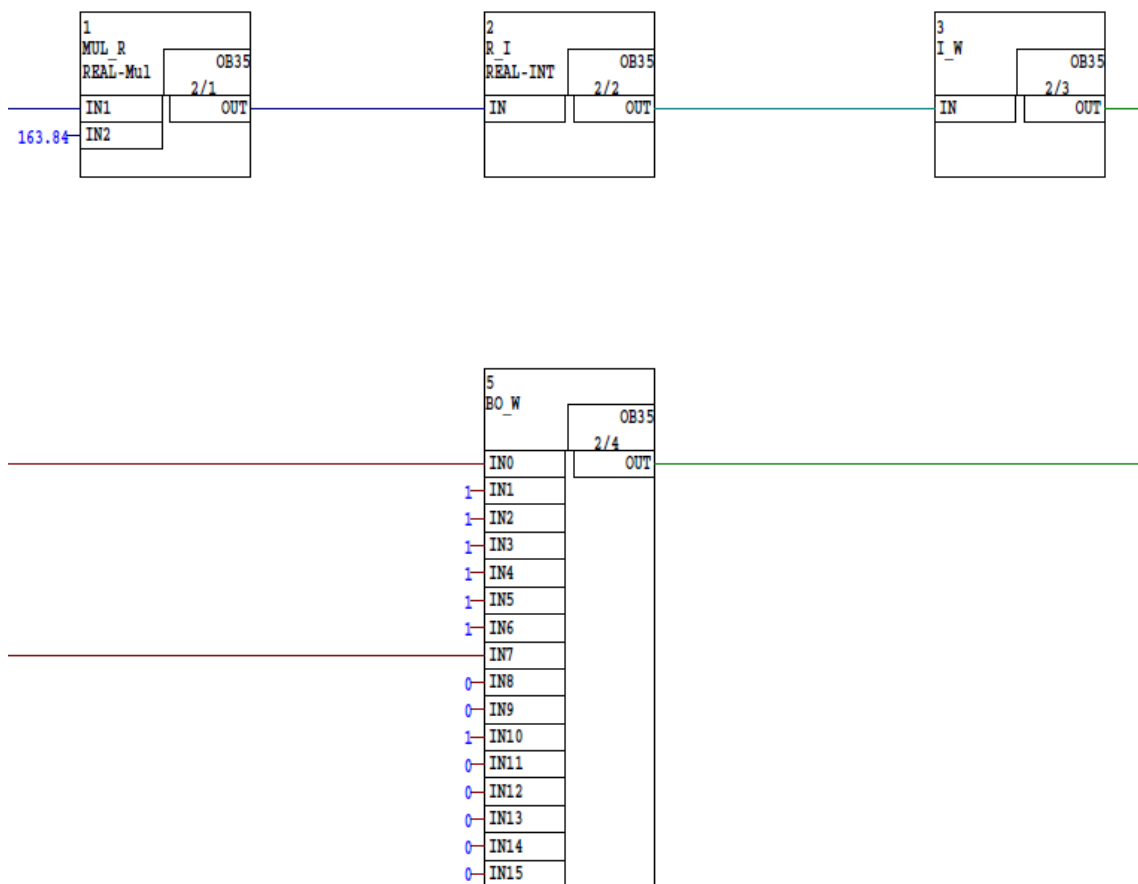 1
MUL_R
REAL-Mul
OB35
2/1
IN1
OUT
163.84
IN2
2
R_I
REAL-INT
OB35
2/2
IN
OUT
3
I_W
OB35
2/3
IN
OUT
5
BO_W
OB35
2/4
IN0
OUT
1 IN1
1 IN2
1 IN3
1 IN4
1 IN5
1 IN6
IN7
0 IN8
0 IN9
1 IN10
0 IN11
0 IN12
0 IN13
0 IN14
0 IN15